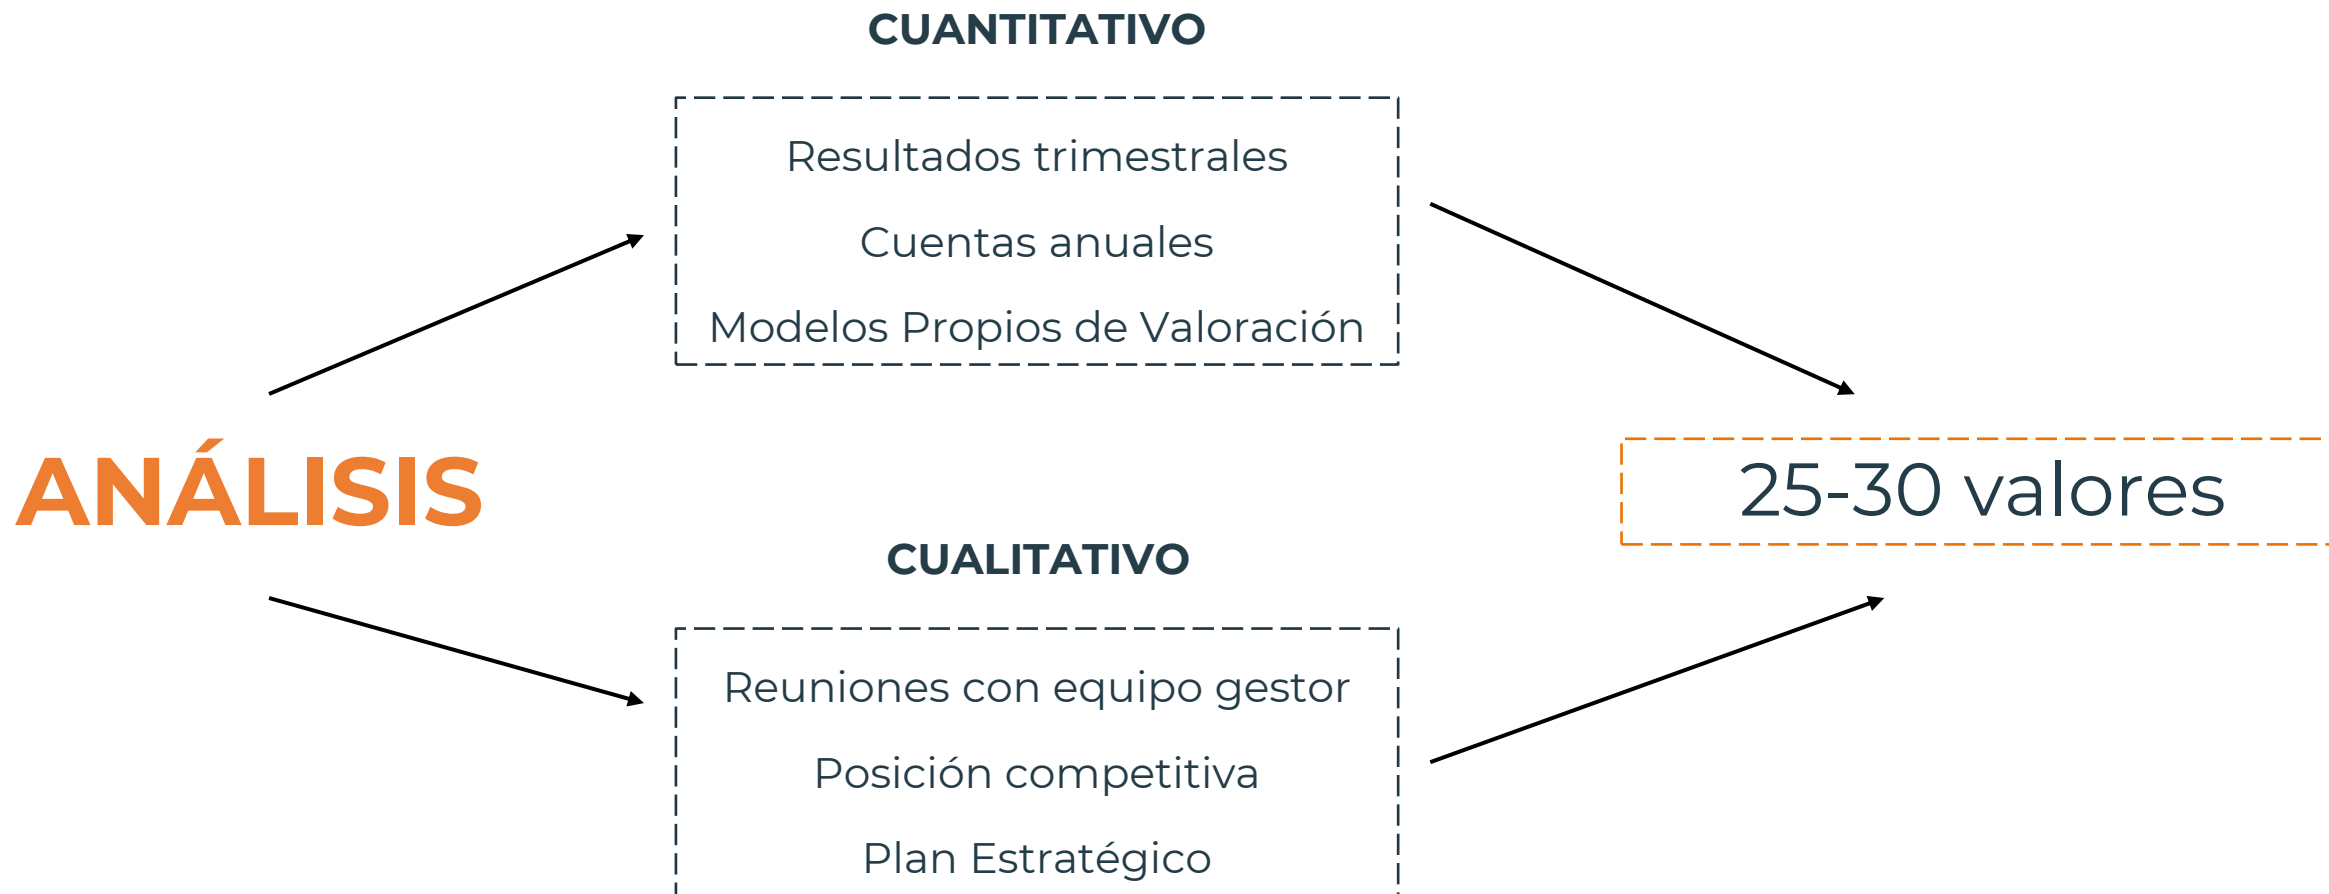 CUANTITATIVO
Resultados trimestrales
Cuentas anuales
Modelos Propios de Valoración
ANÁLISIS
25-30 valores
CUALITATIVO
Reuniones con equipo gestor
Posición competitiva
Plan Estratégico